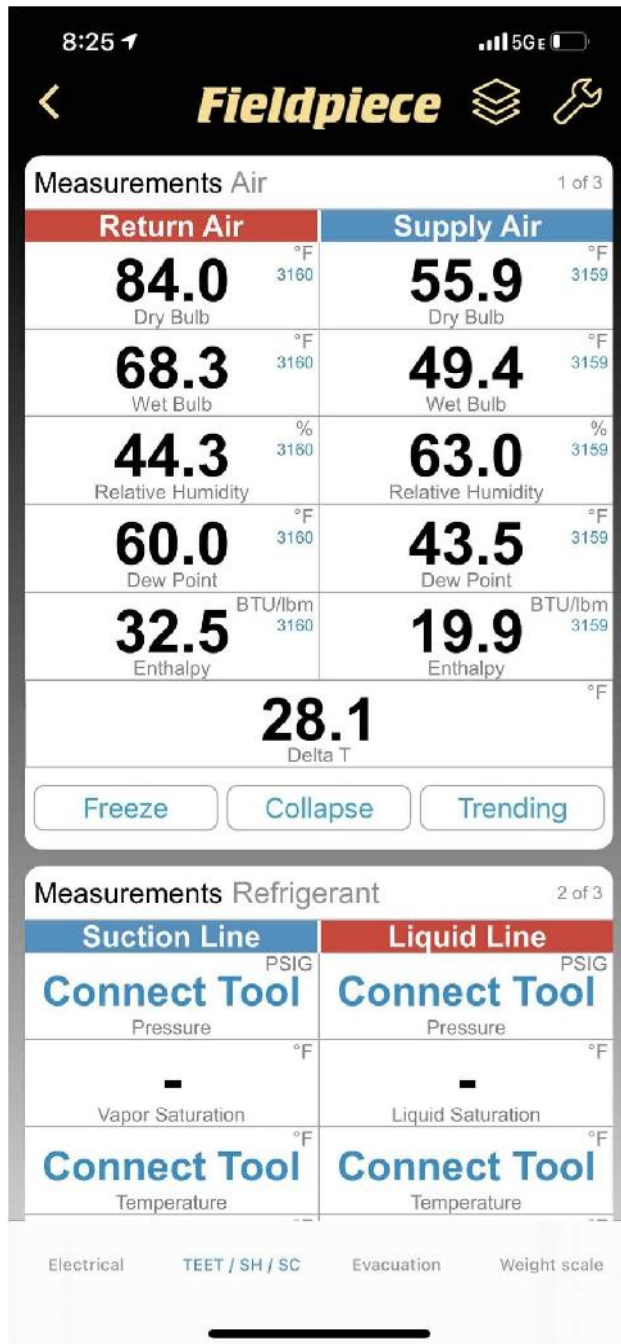 8:25 5GE
Fieldpiece
Measurements Air 1 of 3
Return Air Supply Air
°F °F
84.0 3160 55.9 3159
Dry Bulb Dry Bulb
°F °F
68.3 3160 49.4 3159
Wet Bulb Wet Bulb
% %
44.3 3160 63.0 3159
Relative Humidity Relative Humidity
°F °F
60.0 3160 43.5 3159
Dew Point Dew Point
BTU/lbm BTU/lbm
32.5 3160 19.9 3159
Enthalpy Enthalpy
°F
28.1
Delta T
Freeze Collapse Trending
Measurements Refrigerant 2 of 3
Suction Line Liquid Line
PSIG PSIG
Connect Tool Connect Tool
Pressure Pressure
°F °F
- -
Vapor Saturation Liquid Saturation
°F °F
Connect Tool Connect Tool
Temperature Temperature
Electrical TEET / SH / SC Evacuation Weight scale